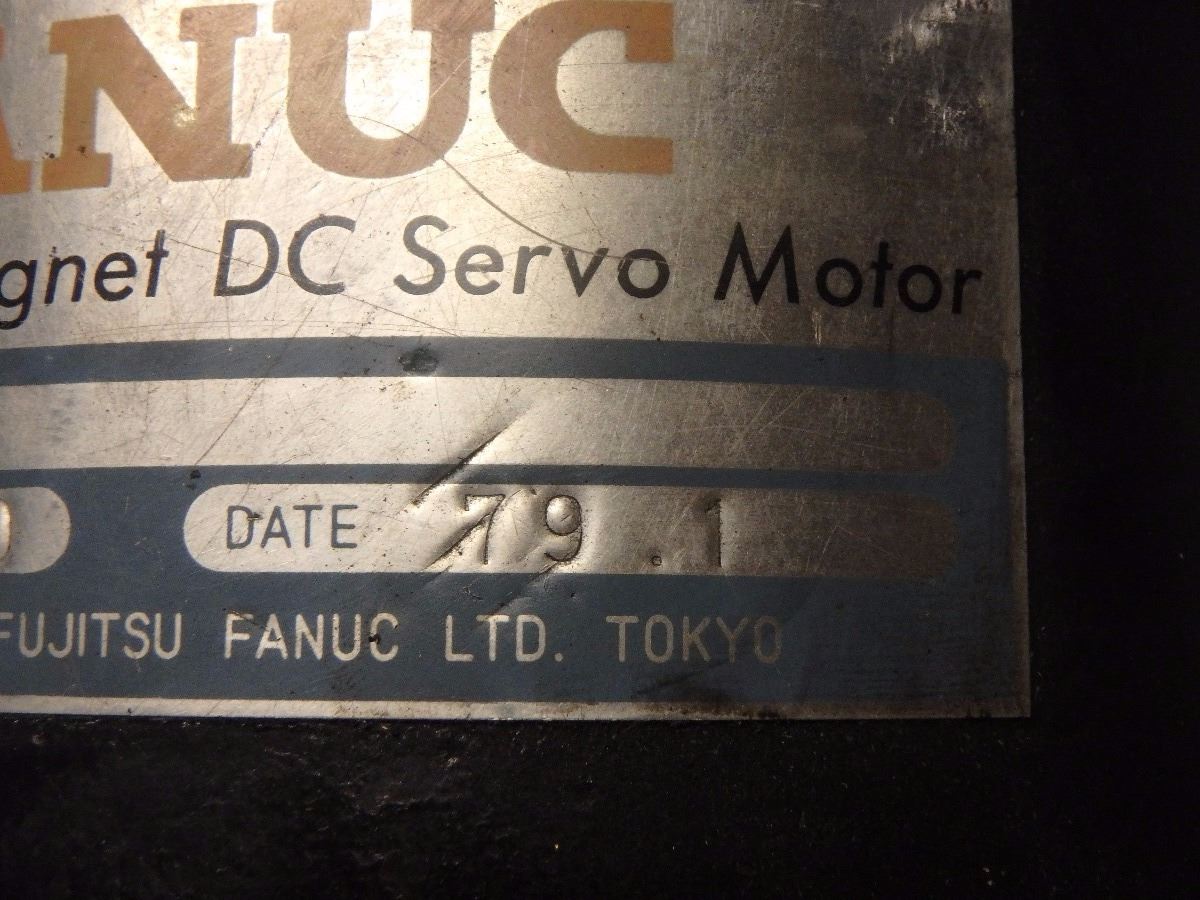 ANUC
gnet DC Servo Motor
DATE 79.1
FUJITSU FANUC LTD. TOKYO